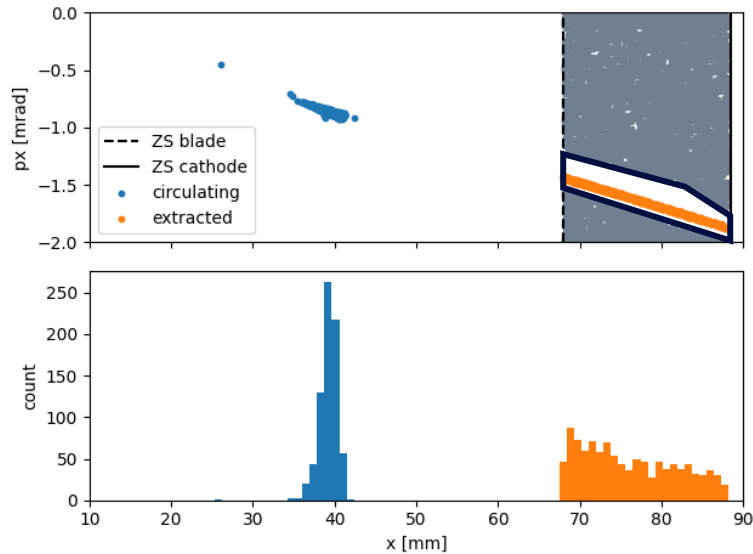 0.0
−0.5
−1.0
−1.5
−2.0
px [mrad]
ZS blade
ZS cathode
circulating
extracted
250
200
150
100
50
0
count
10 20 30 40 50 60 70 80 90
x [mm]